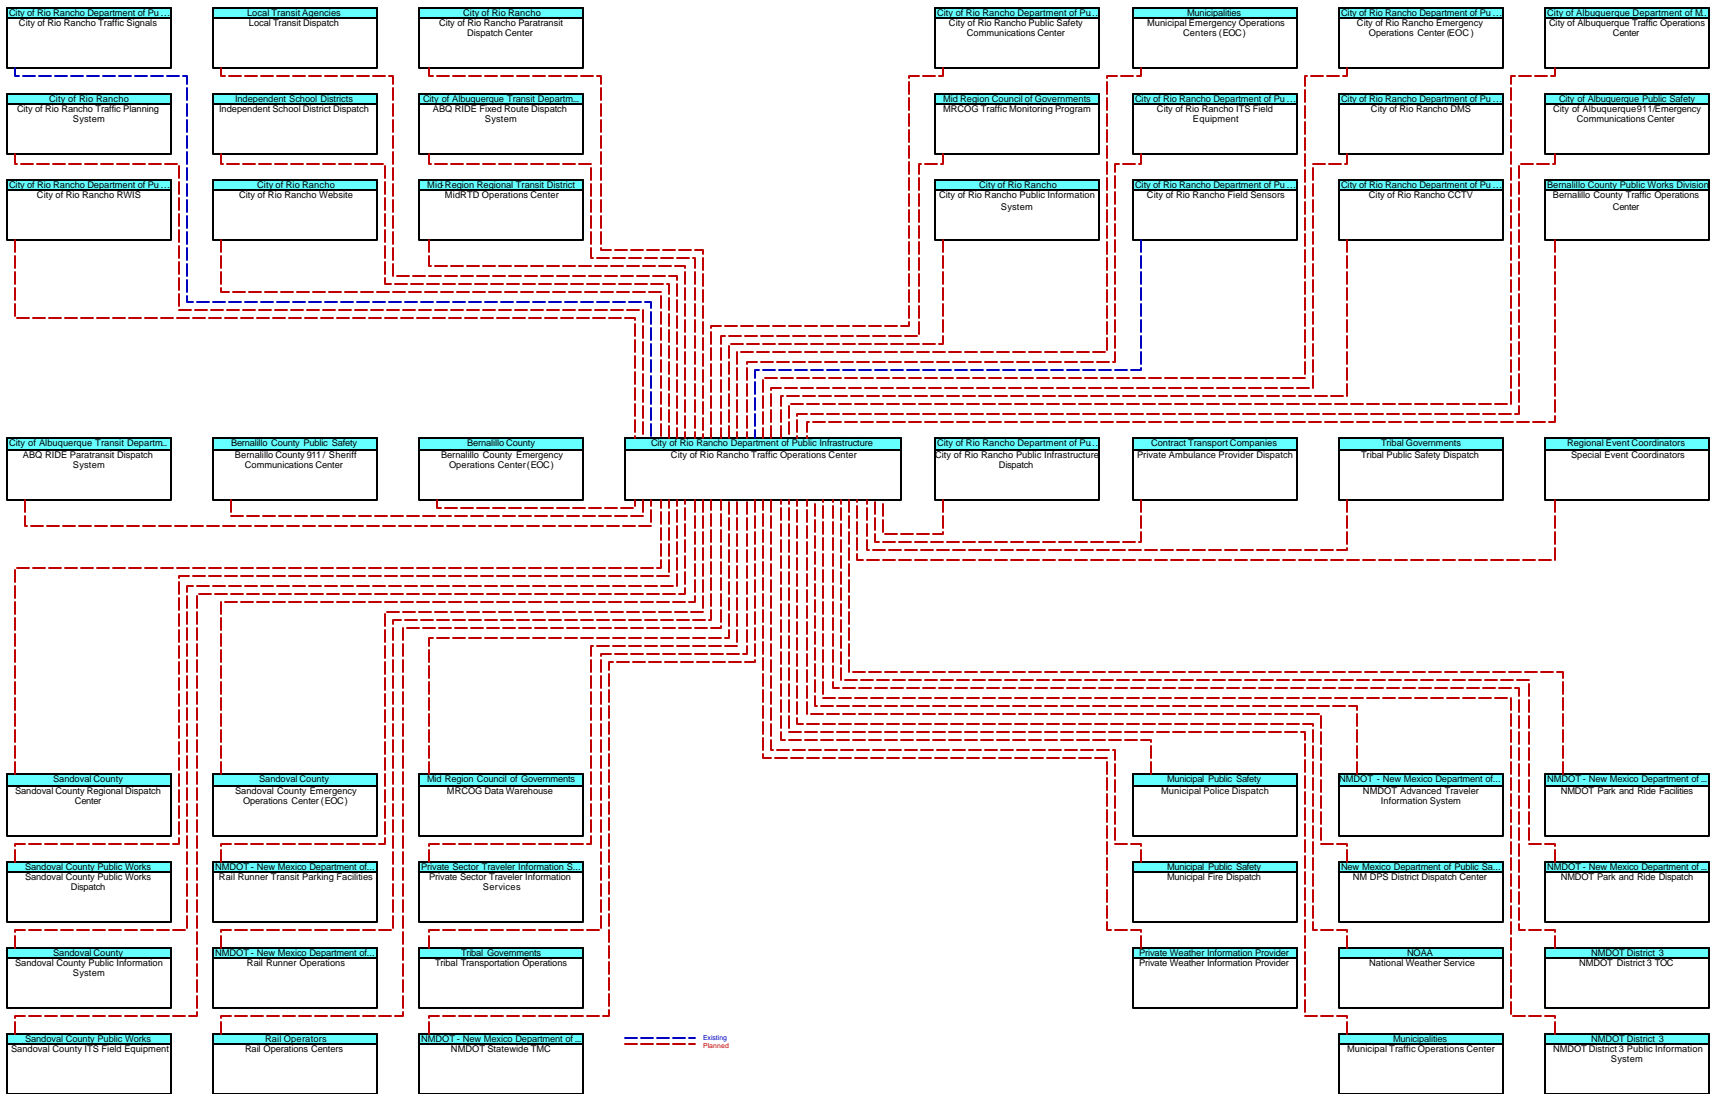 City of Rio Rancho Department of Pu...
City of Rio Rancho Traffic Signals
Local Transit Agencies
Local Transit Dispatch
City of Rio Rancho
City of Rio Rancho Paratransit
Dispatch Center
City of Rio Rancho Department of Pu...
City of Rio Rancho Public Safety
Communications Center
Municipalities
Municipal Emergency Operations
Centers (EOC)
City of Rio Rancho Department of Pu...
City of Rio Rancho Emergency
Operations Center (EOC)
City of Albuquerque Department of M...
City of Albuquerque Traffic Operations
Center
City of Rio Rancho
City of Rio Rancho Traffic Planning
System
Independent School Districts
Independent School District Dispatch
City of Albuquerque Transit Departm...
ABQ RIDE Fixed Route Dispatch
System
Mid Region Council of Governments
MRCOG Traffic Monitoring Program
City of Rio Rancho Department of Pu...
City of Rio Rancho ITS Field
Equipment
City of Rio Rancho Department of Pu...
City of Rio Rancho DMS
City of Albuquerque Public Safety
City of Albuquerque 911/Emergency
Communications Center
City of Rio Rancho Department of Pu...
City of Rio Rancho RWIS
City of Rio Rancho
City of Rio Rancho Website
Mid-Region Regional Transit District
MidRTD Operations Center
City of Rio Rancho
City of Rio Rancho Public Information
System
City of Rio Rancho Department of Pu...
City of Rio Rancho Field Sensors
City of Rio Rancho Department of Pu...
City of Rio Rancho CCTV
Bernalillo County Public Works Division
Bernalillo County Traffic Operations
Center
City of Albuquerque Transit Departm...
ABQ RIDE Paratransit Dispatch
System
Bernalillo County Public Safety
Bernalillo County 911 / Sheriff
Communications Center
Bernalillo County
Bernalillo County Emergency
Operations Center (EOC)
City of Rio Rancho Department of Public Infrastructure
City of Rio Rancho Traffic Operations Center
City of Rio Rancho Department of Pu...
City of Rio Rancho Public Infrastructure
Dispatch
Contract Transport Companies
Private Ambulance Provider Dispatch
Tribal Governments
Tribal Public Safety Dispatch
Regional Event Coordinators
Special Event Coordinators
Sandoval County
Sandoval County Regional Dispatch
Center
Sandoval County
Sandoval County Emergency
Operations Center (EOC)
Mid Region Council of Governments
MRCOG Data Warehouse
Municipal Public Safety
Municipal Police Dispatch
NMDOT - New Mexico Department of...
NMDOT Advanced Traveler
Information System
NMDOT - New Mexico Department of ...
NMDOT Park and Ride Facilities
Sandoval County Public Works
Sandoval County Public Works
Dispatch
NMDOT - New Mexico Department of...
Rail Runner Transit Parking Facilities
Private Sector Traveler Information S...
Private Sector Traveler Information
Services
Municipal Public Safety
Municipal Fire Dispatch
New Mexico Department of Public Sa...
NM DPS District Dispatch Center
NMDOT - New Mexico Department of ...
NMDOT Park and Ride Dispatch
Sandoval County
Sandoval County Public Information
System
NMDOT - New Mexico Department of...
Rail Runner Operations
Tribal Governments
Tribal Transportation Operations
Private Weather Information Provider
Private Weather Information Provider
NOAA
National Weather Service
NMDOT District 3
NMDOT District 3 TOC
Sandoval County Public Works
Sandoval County ITS Field Equipment
Rail Operators
Rail Operations Centers
NMDOT - New Mexico Department of ...
NMDOT Statewide TMC
Existing
Planned
Municipalities
Municipal Traffic Operations Center
NMDOT District 3
NMDOT District 3 Public Information
System